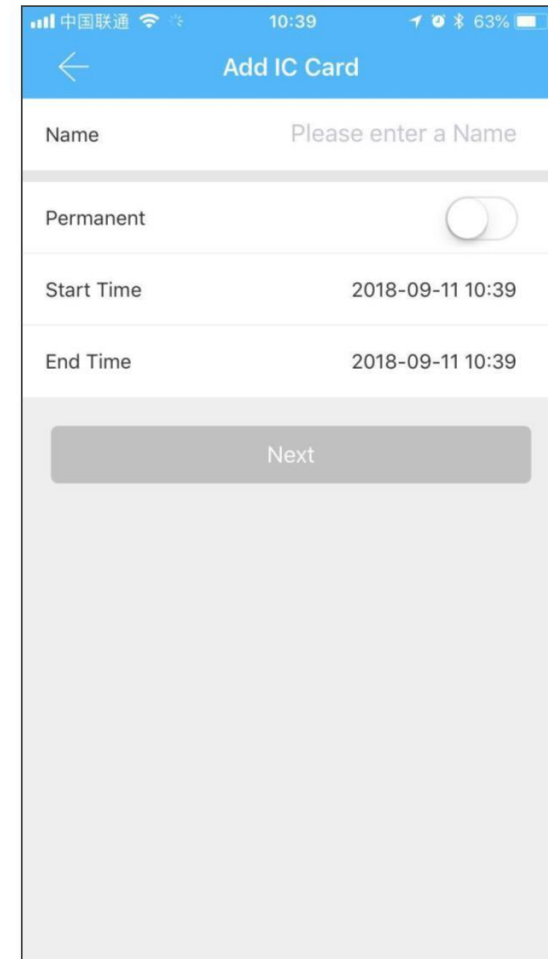 中国联通 10:39 63%
Add IC Card
Name Please enter a Name
Permanent
Start Time 2018-09-11 10:39
End Time 2018-09-11 10:39
Next